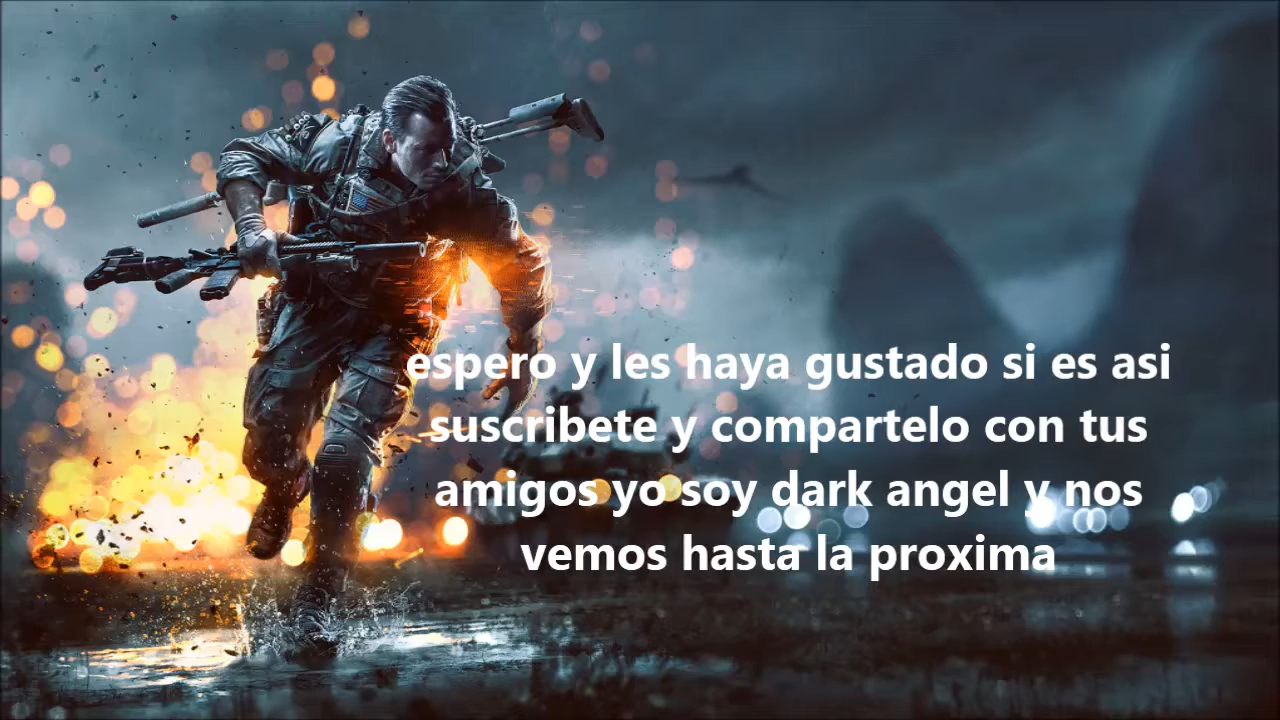 espero y les haya gustado si es asi
suscribete y compartelo con tus
amigos yo soy dark angel y nos
vemos hasta la proxima